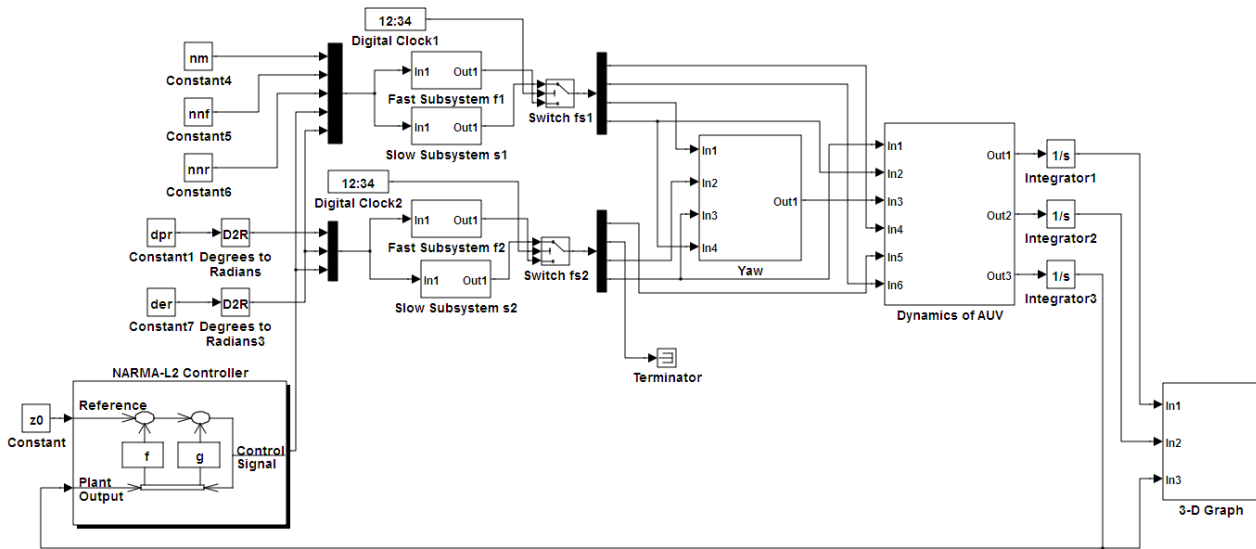 12:34
Digital Clock1
nm
Constant4
nnf
Constant5
nnr
Constant6
In1
Out1
Fast Subsystem f1
In1
Out1
Slow Subsystem s1
Switch fs1
12:34
Digital Clock2
dpr
Constant1
D2R
Degrees to
Radians
der
Constant7
D2R
Degrees to
Radians3
In1
Out1
Fast Subsystem f2
In1
Out1
Slow Subsystem s2
Switch fs2
In1
In2
In3
In4
Out1
Yaw
In1
In2
In3
In4
In5
In6
Out1
Out2
Out3
Dynamics of AUV
1/s
Integrator1
1/s
Integrator2
1/s
Integrator3
Terminator
NARMA-L2 Controller
z0
Constant
Reference
f
g
Control
Signal
Plant
Output
In1
In2
In3
3-D Graph